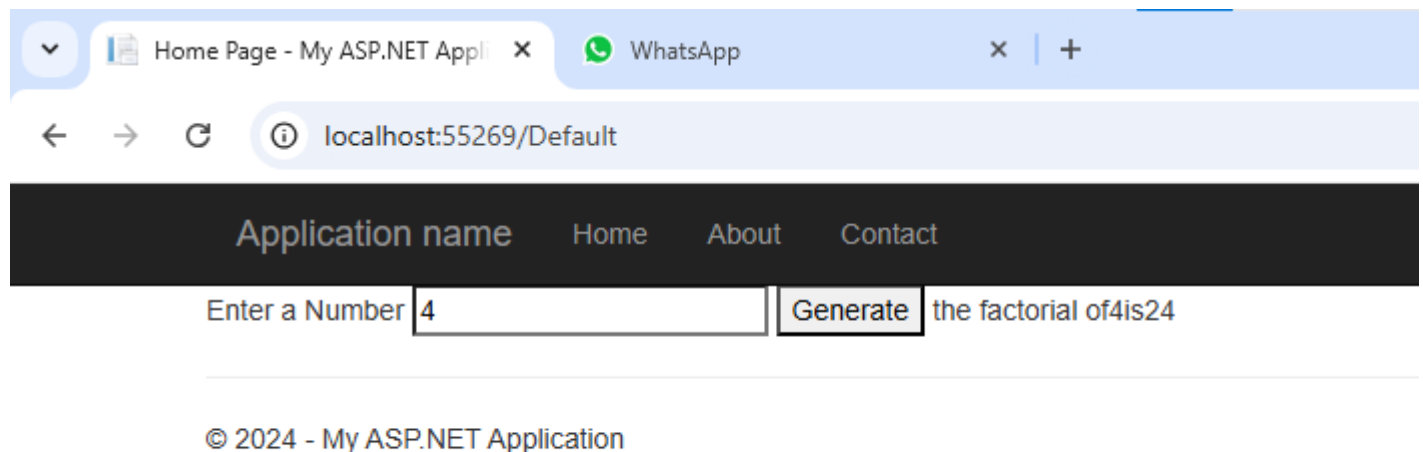 Home Page - My ASP.NET Appli WhatsApp
localhost:55269/Default
Application name Home About Contact
Enter a Number 4 Generate the factorial of4is24
© 2024 - My ASP.NET Application